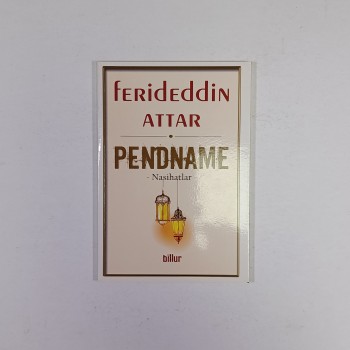 ferideddin
ATTAR
PENDNAME
- Nasihatlar -
billur